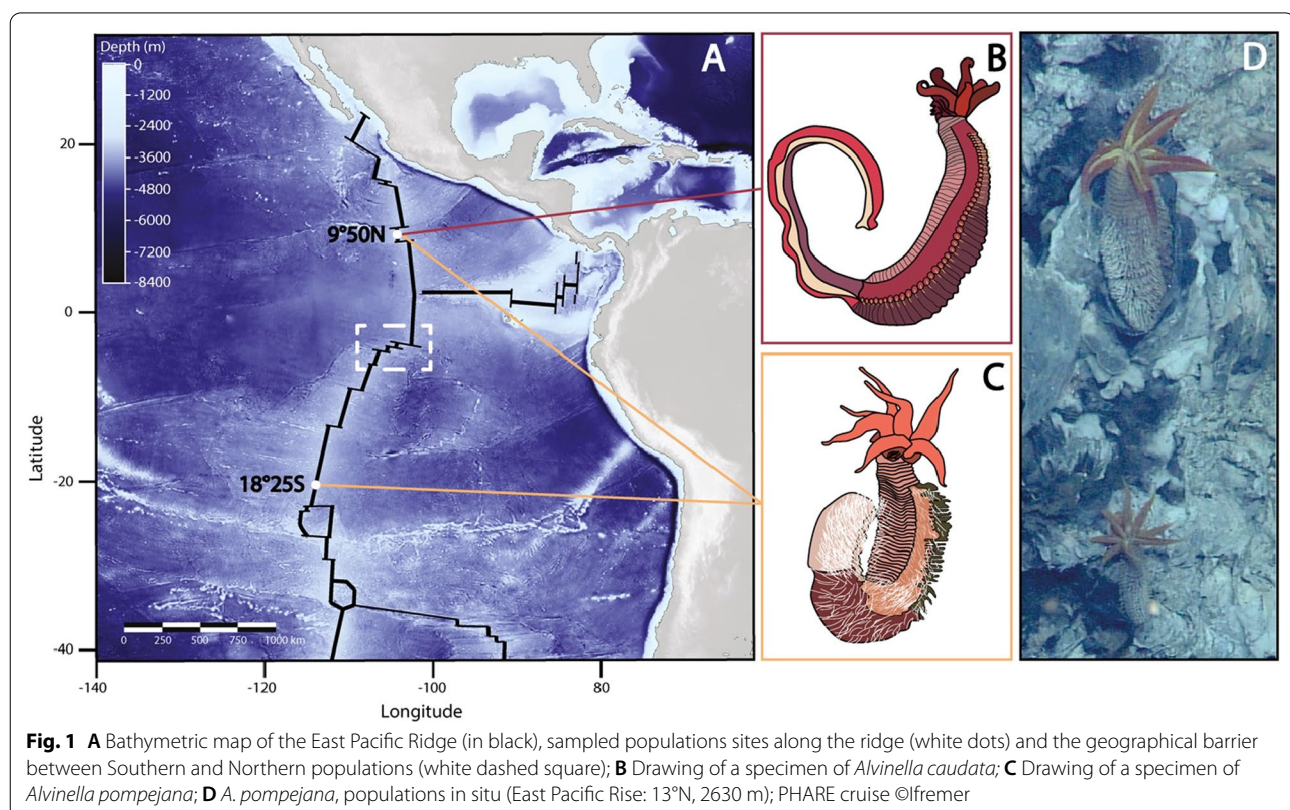 Depth (m)
0
-1200
-2400
-3600
-4800
-6000
-7200
-8400
A
B
D
20
9°50N
0
C
Latitude
-20
18°25S
0 250 500 750 1000 km
-40
-140 -120 -100 80
Longitude
Fig. 1 A Bathymetric map of the East Pacific Ridge (in black), sampled populations sites along the ridge (white dots) and the geographical barrier
between Southern and Northern populations (white dashed square); B Drawing of a specimen of Alvinella caudata; C Drawing of a specimen of
Alvinella pompejana; D A. pompejana, populations in situ (East Pacific Rise: 13°N, 2630 m); PHARE cruise ©Ifremer